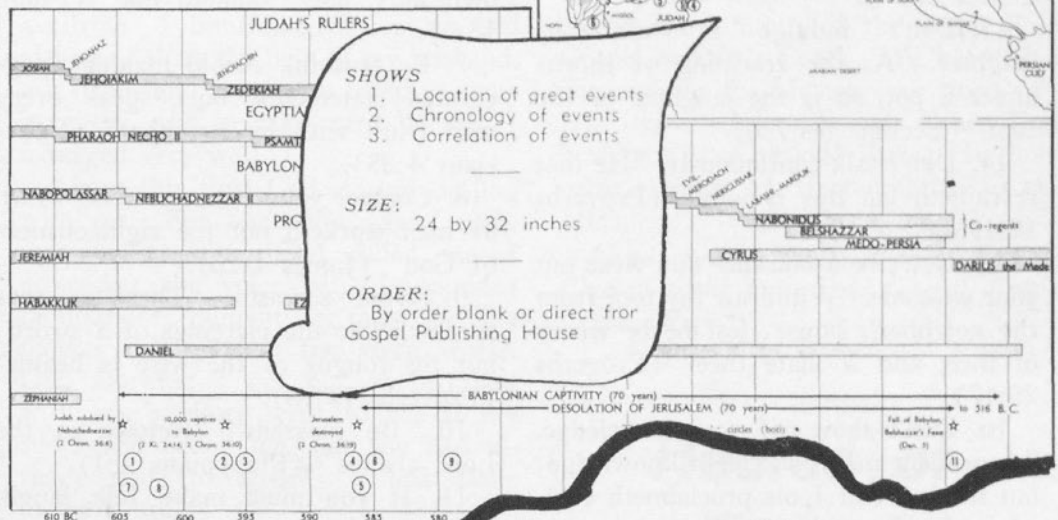 JUDAH'S RULERS
JUDAH
PERSIAN
GULF
ARABIAN DESERT
JOSIAH
JEHOAHAZ
JEHOIAKIM
JEHOIACHIN
ZEDEKIAH
EGYPTIA
PHARAOH NECHO II
PSAMT
BABYLON
NABOPOLASSAR
NEBUCHADNEZZAR II
PRO
JEREMIAH
HABAKKUK
EZ
DANIEL
ZEPHANIAH
SHOWS
1. Location of great events
2. Chronology of events
3. Correlation of events
SIZE:
24 by 32 inches
ORDER:
By order blank or direct fror
Gospel Publishing House
EVIL-
MERODACH
NERIGLISSAR
LABASHI-MARDUK
NABONIDUS
BELSHAZZAR
Co-regents
MEDO-PERSIA
CYRUS
DARIUS the Mede
BABYLONIAN CAPTIVITY (70 years)
DESOLATION OF JERUSALEM (70 years)
to 516 B. C.
Judah subdued by
Nebuchadnezzar
(2 Chron. 36:6)
10,000 captives
to Babylon
(2 Ki. 24:14; 2 Chron. 36:10)
Jerusalem
destroyed
(2 Chron. 36:19)
circles (both
Fall of Babylon,
Belshazzar's Feast
(Dan. 5)
1 2 3 4 6 9 11
7 8 5
610 BC 605 600 595 590 585 580